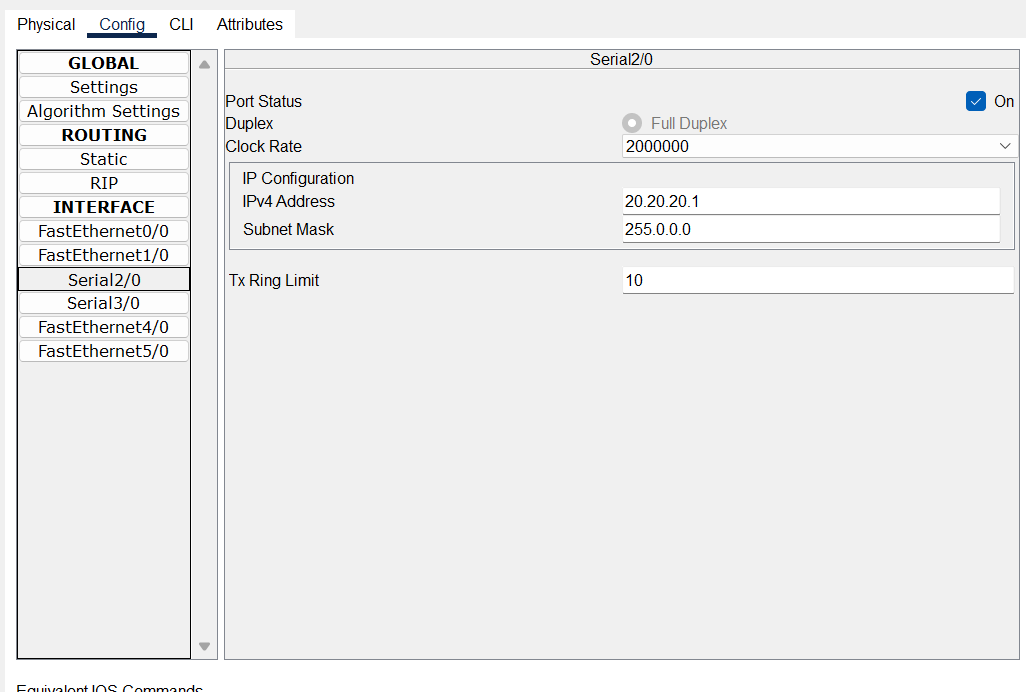 Physical Config CLI Attributes
GLOBAL
Settings
Algorithm Settings
ROUTING
Static
RIP
INTERFACE
FastEthernet0/0
FastEthernet1/0
Serial2/0
Serial3/0
FastEthernet4/0
FastEthernet5/0
Serial2/0
Port Status On
Duplex Full Duplex
Clock Rate 2000000
IP Configuration
IPv4 Address 20.20.20.1
Subnet Mask 255.0.0.0
Tx Ring Limit 10
Equivalent IOS Commands